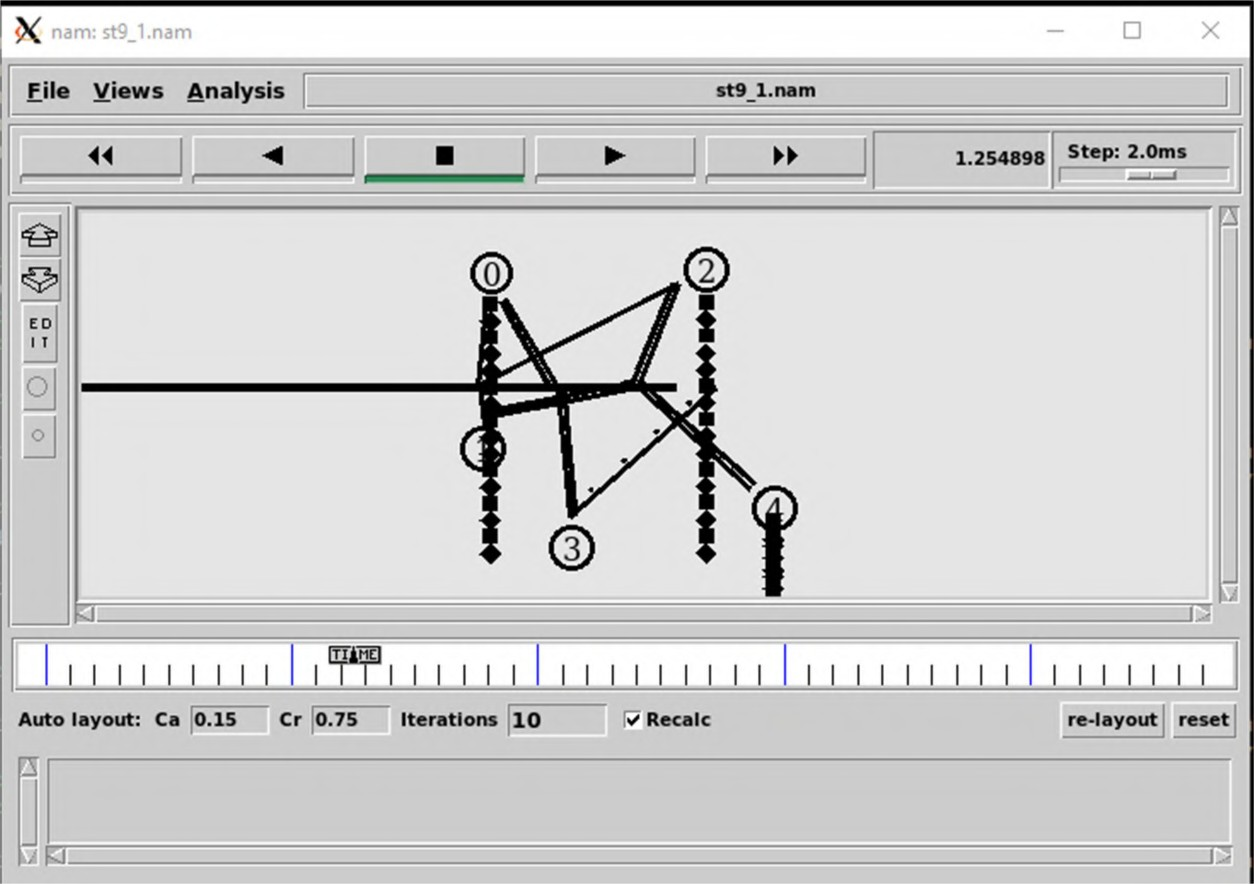 nam: st9_1.nam
File Views Analysis st9_1.nam
1.254898 Step: 2.0ms
ED
IT
0
2
1
4
3
TIME
Auto layout: Ca 0.15 Cr 0.75 Iterations 10 Recalc re-layout reset